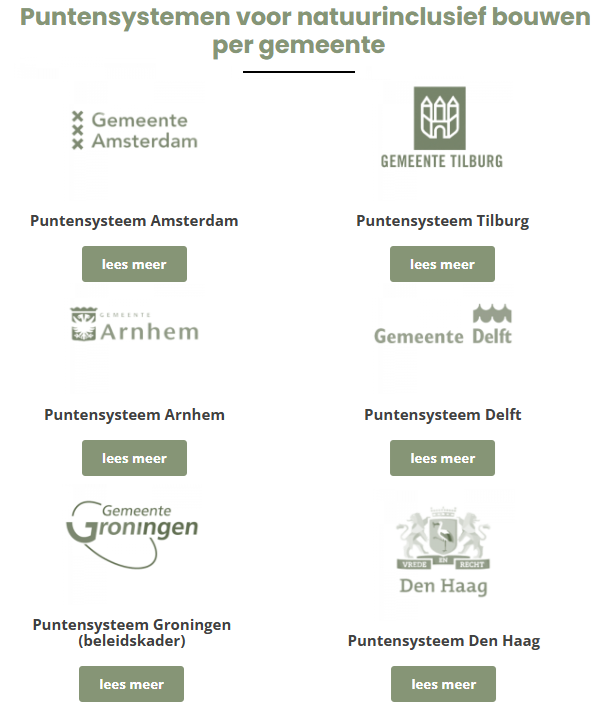 Puntensystemen voor natuurinclusief bouwen
per gemeente
Gemeente
Amsterdam
GEMEENTE TILBURG
Puntensysteem Amsterdam
Puntensysteem Tilburg
lees meer
lees meer
GEMEENTE
Arnhem
Gemeente Delft
Puntensysteem Arnhem
Puntensysteem Delft
lees meer
lees meer
Gemeente
Groningen
VREDE EN RECHT
Den Haag
Puntensysteem Groningen
(beleidskader)
Puntensysteem Den Haag
lees meer
lees meer